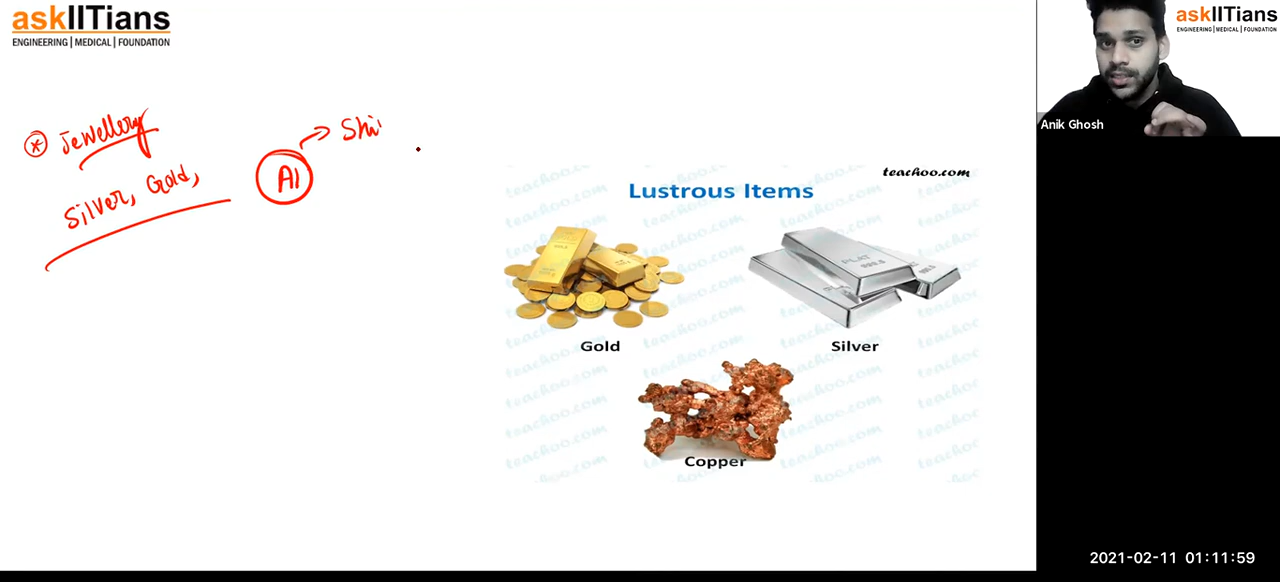 askIITians
ENGINEERING | MEDICAL | FOUNDATION
askIITians
ENGINEERING | MEDICAL | FOUNDATION
Anik Ghosh
Jewellery
Silver, Gold,
Al
Shi
teachoo.com
Lustrous Items
PLAT
Gold
Silver
Copper
2021-02-11 01:11:59